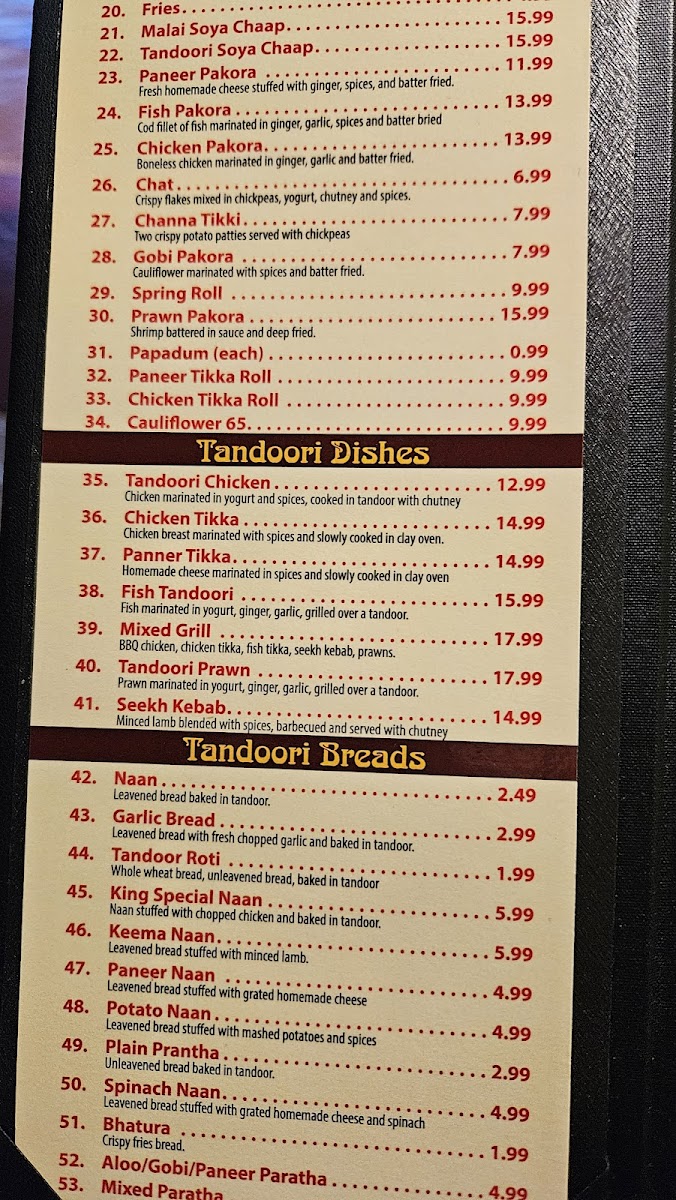 20. Fries
21. Malai Soya Chaap 15.99
22. Tandoori Soya Chaap 15.99
23. Paneer Pakora 11.99
Fresh homemade cheese stuffed with ginger, spices, and batter fried.
24. Fish Pakora 13.99
Cod fillet of fish marinated in ginger, garlic, spices and batter bried
25. Chicken Pakora 13.99
Boneless chicken marinated in ginger, garlic and batter fried.
26. Chat 6.99
Crispy flakes mixed in chickpeas, yogurt, chutney and spices.
27. Channa Tikki 7.99
Two crispy potato patties served with chickpeas
28. Gobi Pakora 7.99
Cauliflower marinated with spices and batter fried.
29. Spring Roll 9.99
30. Prawn Pakora 15.99
Shrimp battered in sauce and deep fried.
31. Papadum (each) 0.99
32. Paneer Tikka Roll 9.99
33. Chicken Tikka Roll 9.99
34. Cauliflower 65 9.99
Tandoori Dishes
35. Tandoori Chicken 12.99
Chicken marinated in yogurt and spices, cooked in tandoor with chutney
36. Chicken Tikka 14.99
Chicken breast marinated with spices and slowly cooked in clay oven.
37. Panner Tikka 14.99
Homemade cheese marinated in spices and slowly cooked in clay oven
38. Fish Tandoori 15.99
Fish marinated in yogurt, ginger, garlic, grilled over a tandoor.
39. Mixed Grill 17.99
BBQ chicken, chicken tikka, fish tikka, seekh kebab, prawns.
40. Tandoori Prawn 17.99
Prawn marinated in yogurt, ginger, garlic, grilled over a tandoor.
41. Seekh Kebab 14.99
Minced lamb blended with spices, barbecued and served with chutney
Tandoori Breads
42. Naan 2.49
Leavened bread baked in tandoor.
43. Garlic Bread 2.99
Leavened bread with fresh chopped garlic and baked in tandoor.
44. Tandoor Roti 1.99
Whole wheat bread, unleavened bread, baked in tandoor
45. King Special Naan 5.99
Naan stuffed with chopped chicken and baked in tandoor.
46. Keema Naan 5.99
Leavened bread stuffed with minced lamb.
47. Paneer Naan 4.99
Leavened bread stuffed with grated homemade cheese
48. Potato Naan 4.99
Leavened bread stuffed with mashed potatoes and spices
49. Plain Prantha 2.99
Unleavened bread baked in tandoor.
50. Spinach Naan 4.99
Leavened bread stuffed with grated homemade cheese and spinach
51. Bhatura 1.99
Crispy fries bread.
52. Aloo/Gobi/Paneer Paratha 4.99
53. Mixed Paratha